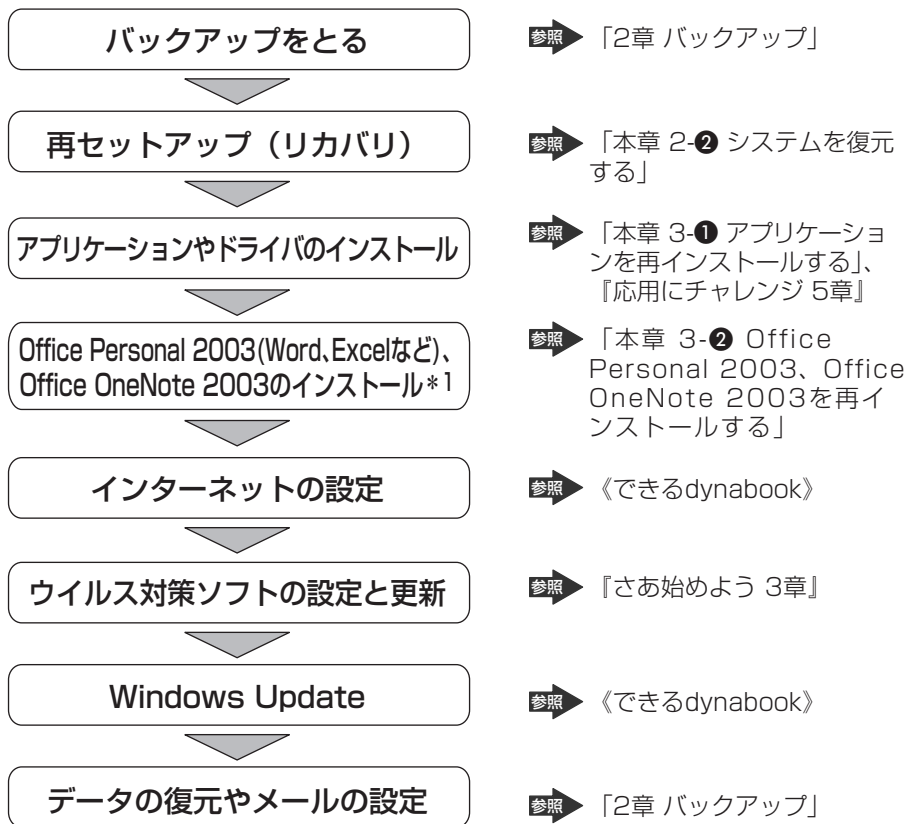 バックアップをとる
参照 「2章 バックアップ」
再セットアップ（リカバリ）
参照 「本章 2-❷ システムを復元
する」
アプリケーションやドライバのインストール
参照 「本章 3-❶ アプリケーショ
ンを再インストールする」、
『応用にチャレンジ 5章』
Office Personal 2003(Word、Excelなど)、
Office OneNote 2003のインストール＊1
参照 「本章 3-❷ Office
Personal 2003、Office
OneNote 2003を再イ
ンストールする」
インターネットの設定
参照 《できるdynabook》
ウイルス対策ソフトの設定と更新
参照 『さあ始めよう 3章』
Windows Update
参照 《できるdynabook》
データの復元やメールの設定
参照 「2章 バックアップ」